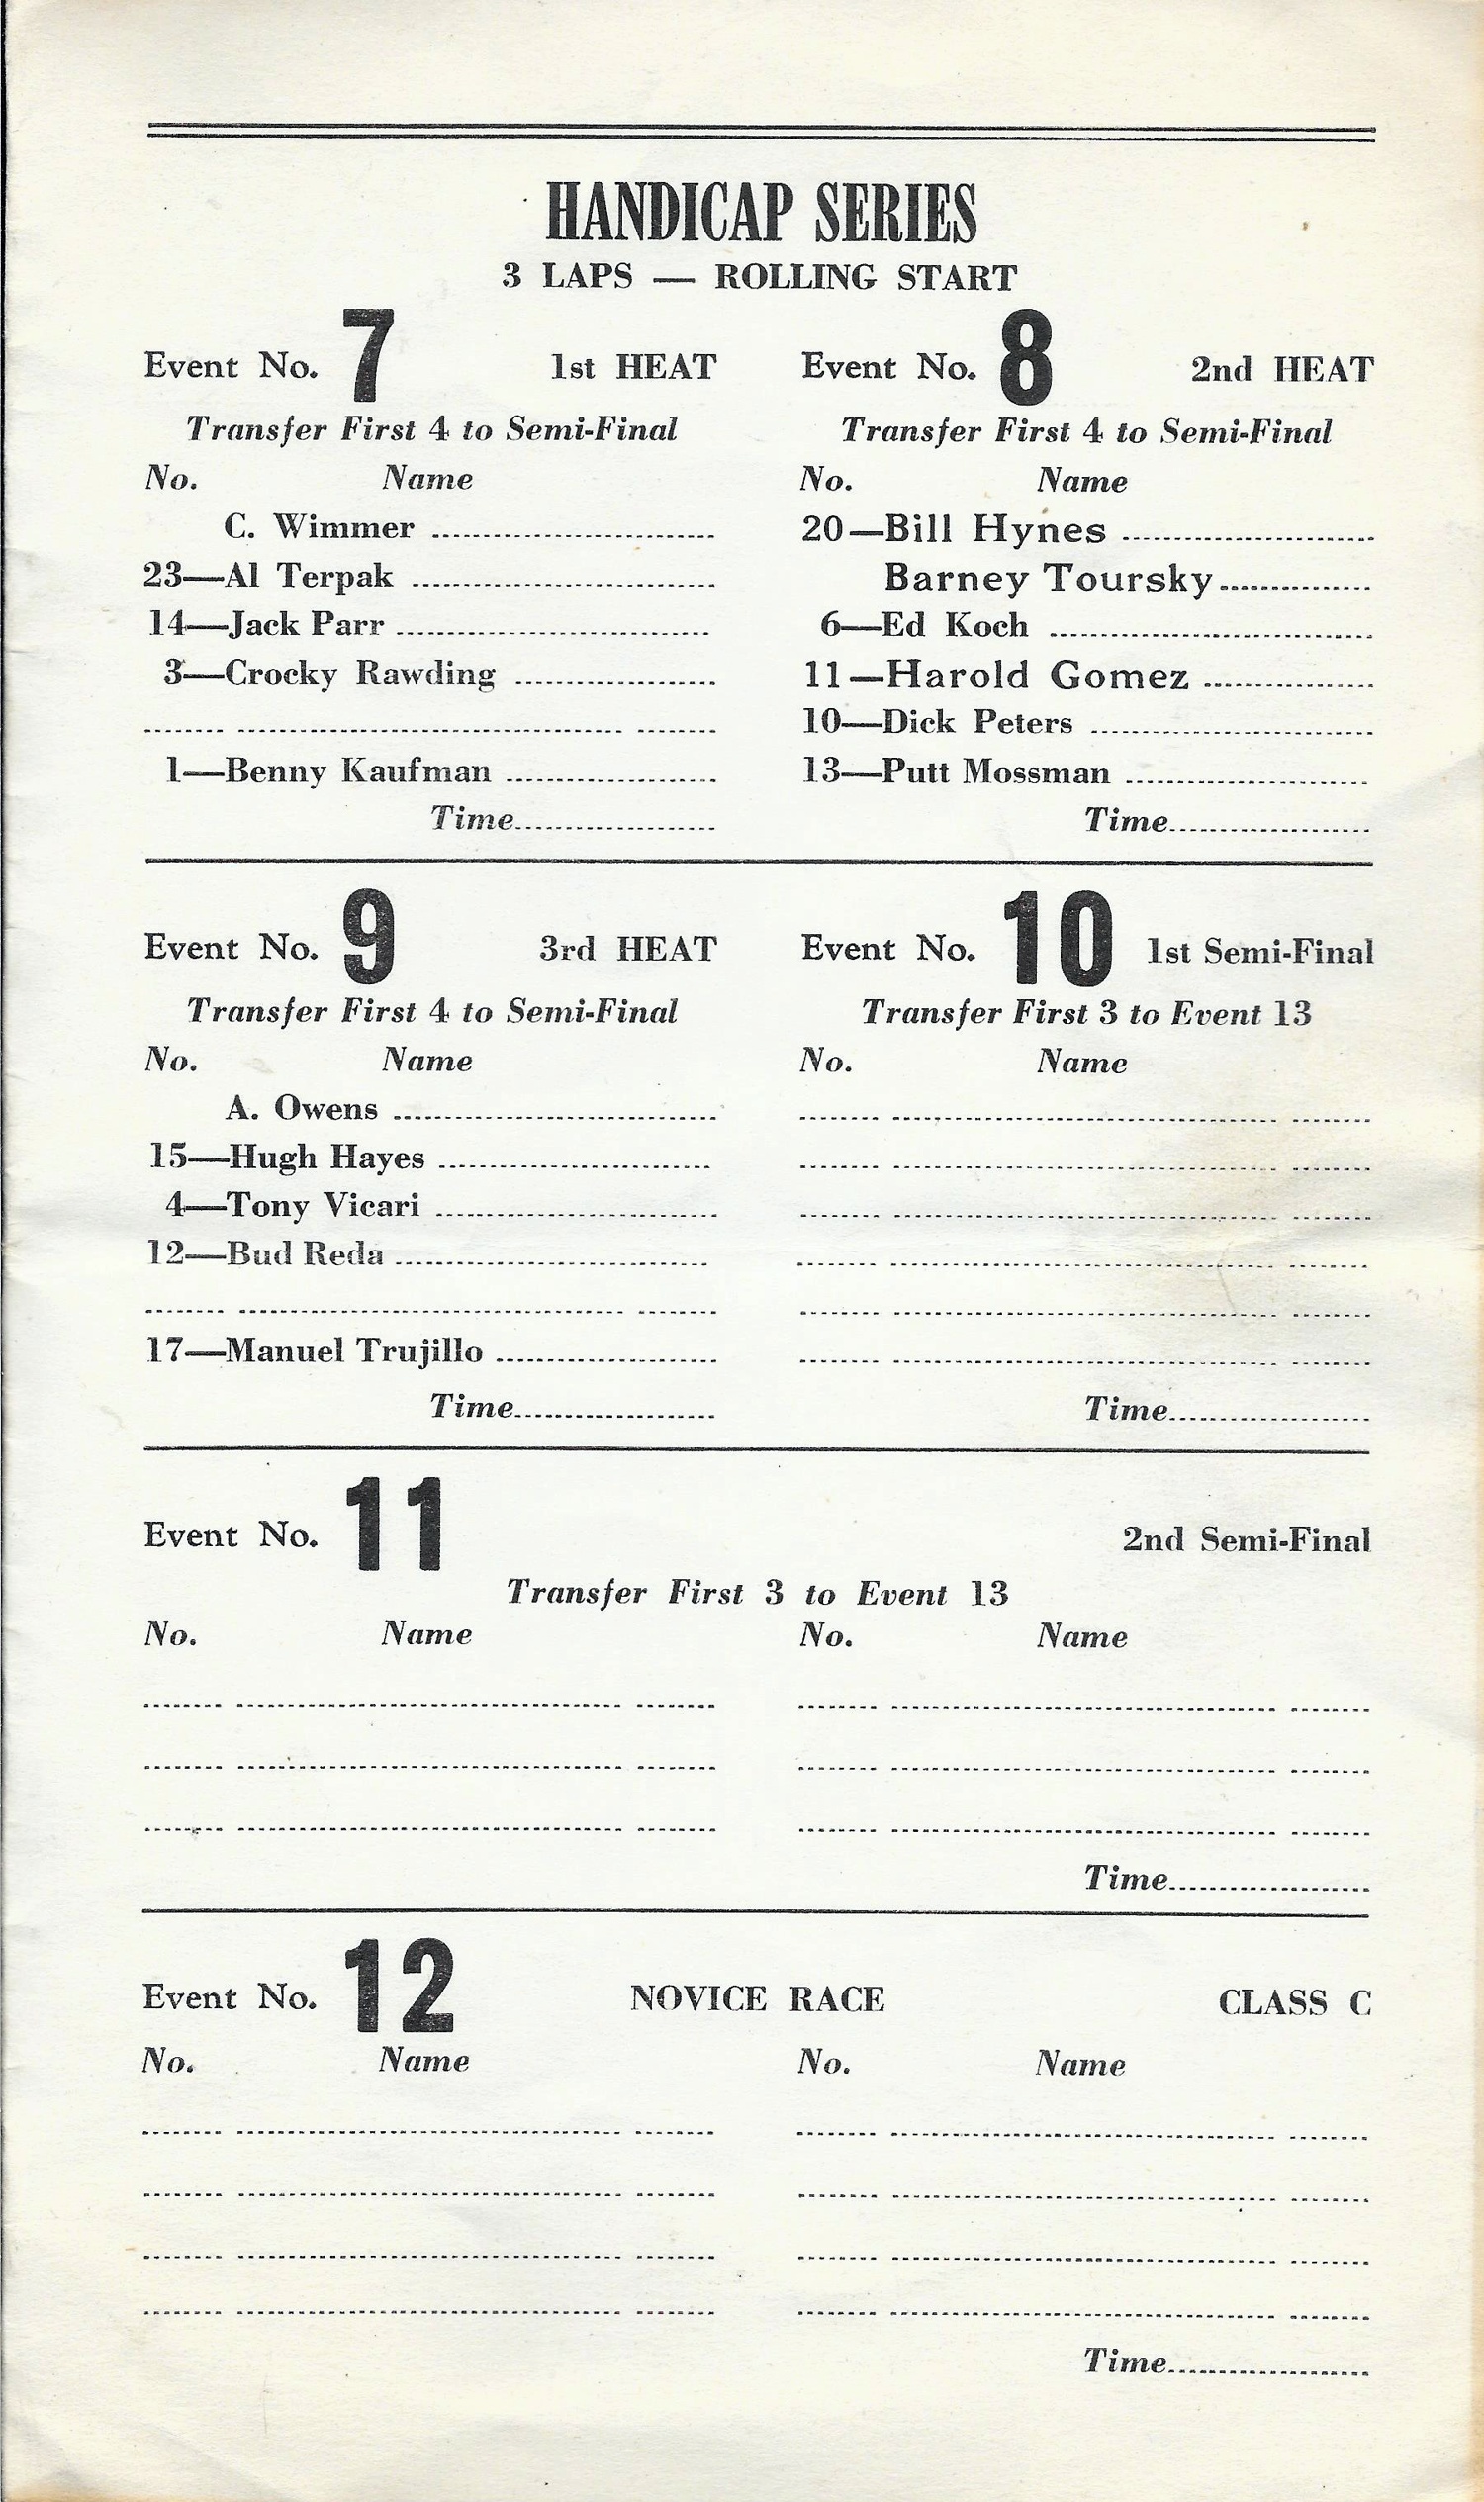 HANDICAP SERIES
3 LAPS — ROLLING START
Event No. 7 1st HEAT
Transfer First 4 to Semi-Final
No. Name
C. Wimmer
23—Al Terpak
14—Jack Parr
3—Crocky Rawding
1—Benny Kaufman
Time
Event No. 8 2nd HEAT
Transfer First 4 to Semi-Final
No. Name
20—Bill Hynes
Barney Toursky
6—Ed Koch
11—Harold Gomez
10—Dick Peters
13—Putt Mossman
Time
Event No. 9 3rd HEAT
Transfer First 4 to Semi-Final
No. Name
A. Owens
15—Hugh Hayes
4—Tony Vicari
12—Bud Reda
17—Manuel Trujillo
Time
Event No. 10 1st Semi-Final
Transfer First 3 to Event 13
No. Name
Time
Event No. 11 2nd Semi-Final
Transfer First 3 to Event 13
No. Name No. Name
Time
Event No. 12 NOVICE RACE CLASS C
No. Name No. Name
Time